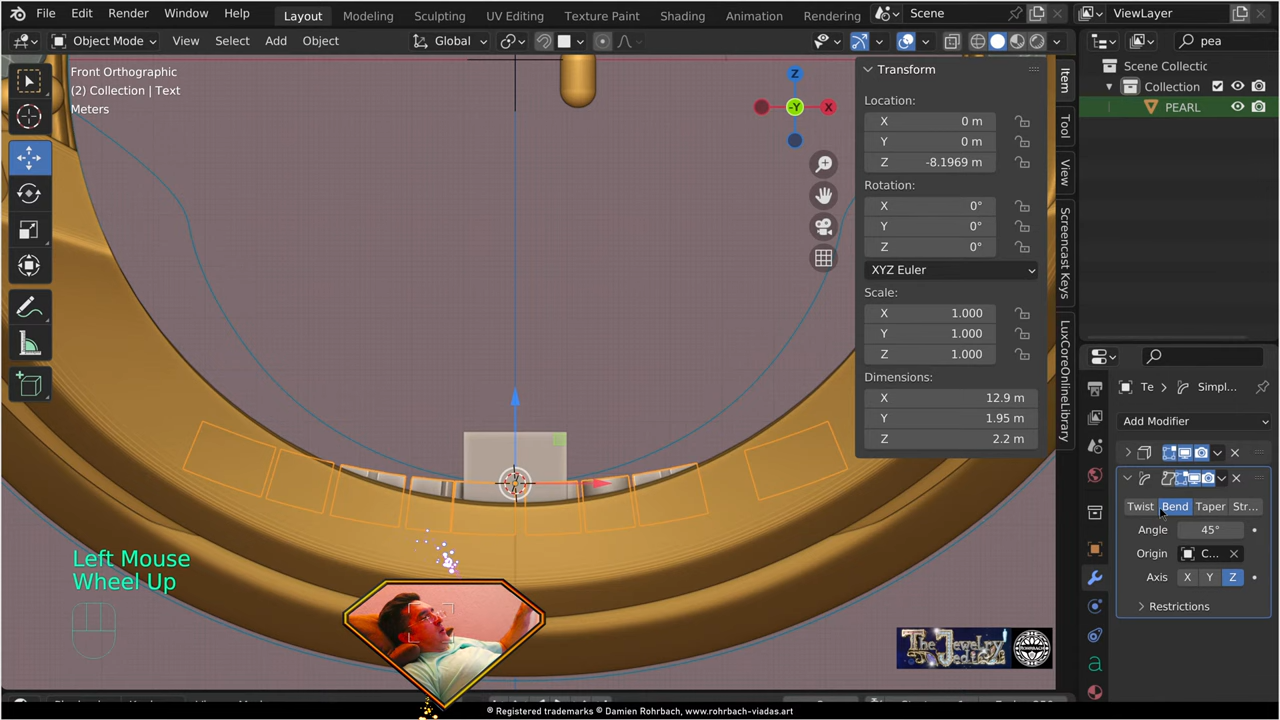 File Edit Render Window Help Layout Modeling Sculpting UV Editing Texture Paint Shading Animation Rendering Scene ViewLayer
Object Mode View Select Add Object Global pea
Front Orthographic
(2) Collection | Text
Meters
Z
-Y
X
Transform
Location:
X 0 m
Y 0 m
Z -8.1969 m
Rotation:
X 0°
Y 0°
Z 0°
XYZ Euler
Scale:
X 1.000
Y 1.000
Z 1.000
Dimensions:
X 12.9 m
Y 1.95 m
Z 2.2 m
Item
Tool
View
Screencast Keys
LuxCoreOnlineLibrary
Scene Collectic
Collection
PEARL
Te > Simpl...
Add Modifier
Twist Bend Taper Str...
Angle 45°
Origin C...
Axis X Y Z
Restrictions
Left Mouse
Wheel Up
The Jewelry
ROHRBACH
® Registered trademarks © Damien Rohrbach, www.rohrbach-viadas.art